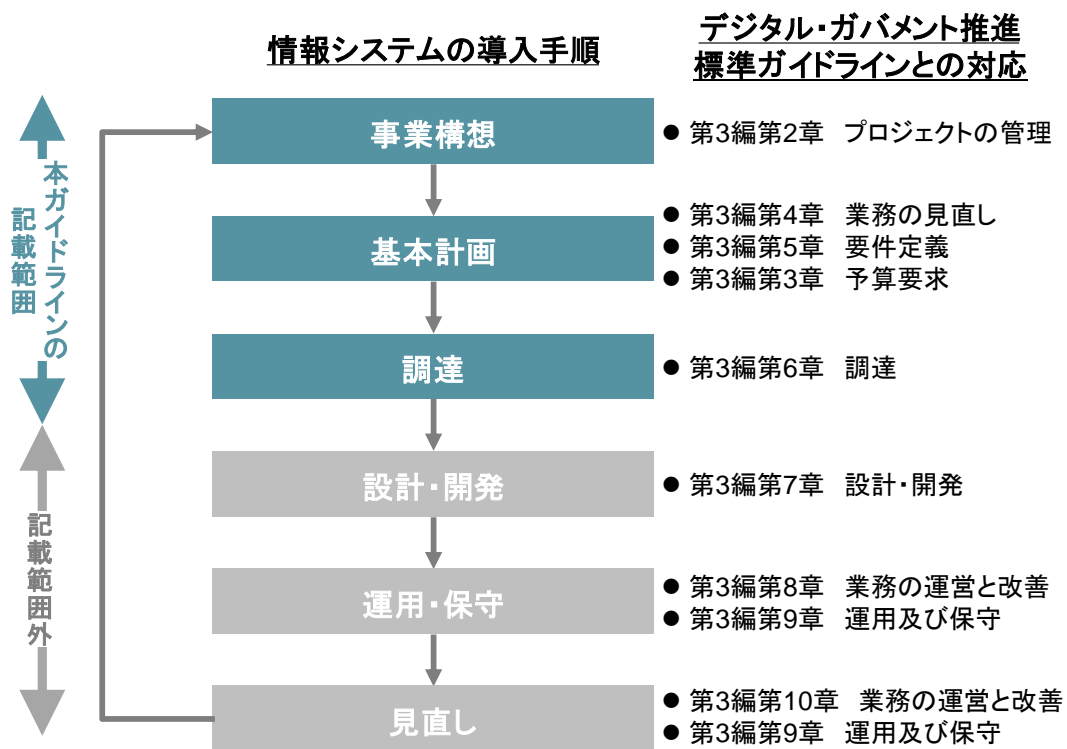 情報システムの導入手順
デジタル・ガバメント推進
標準ガイドラインとの対応
本ガイドラインの
記載範囲
記載範囲外
事業構想
● 第3編第2章 プロジェクトの管理
基本計画
● 第3編第4章 業務の見直し
● 第3編第5章 要件定義
● 第3編第3章 予算要求
調達
● 第3編第6章 調達
設計・開発
● 第3編第7章 設計・開発
運用・保守
● 第3編第8章 業務の運営と改善
● 第3編第9章 運用及び保守
見直し
● 第3編第10章 業務の運営と改善
● 第3編第9章 運用及び保守